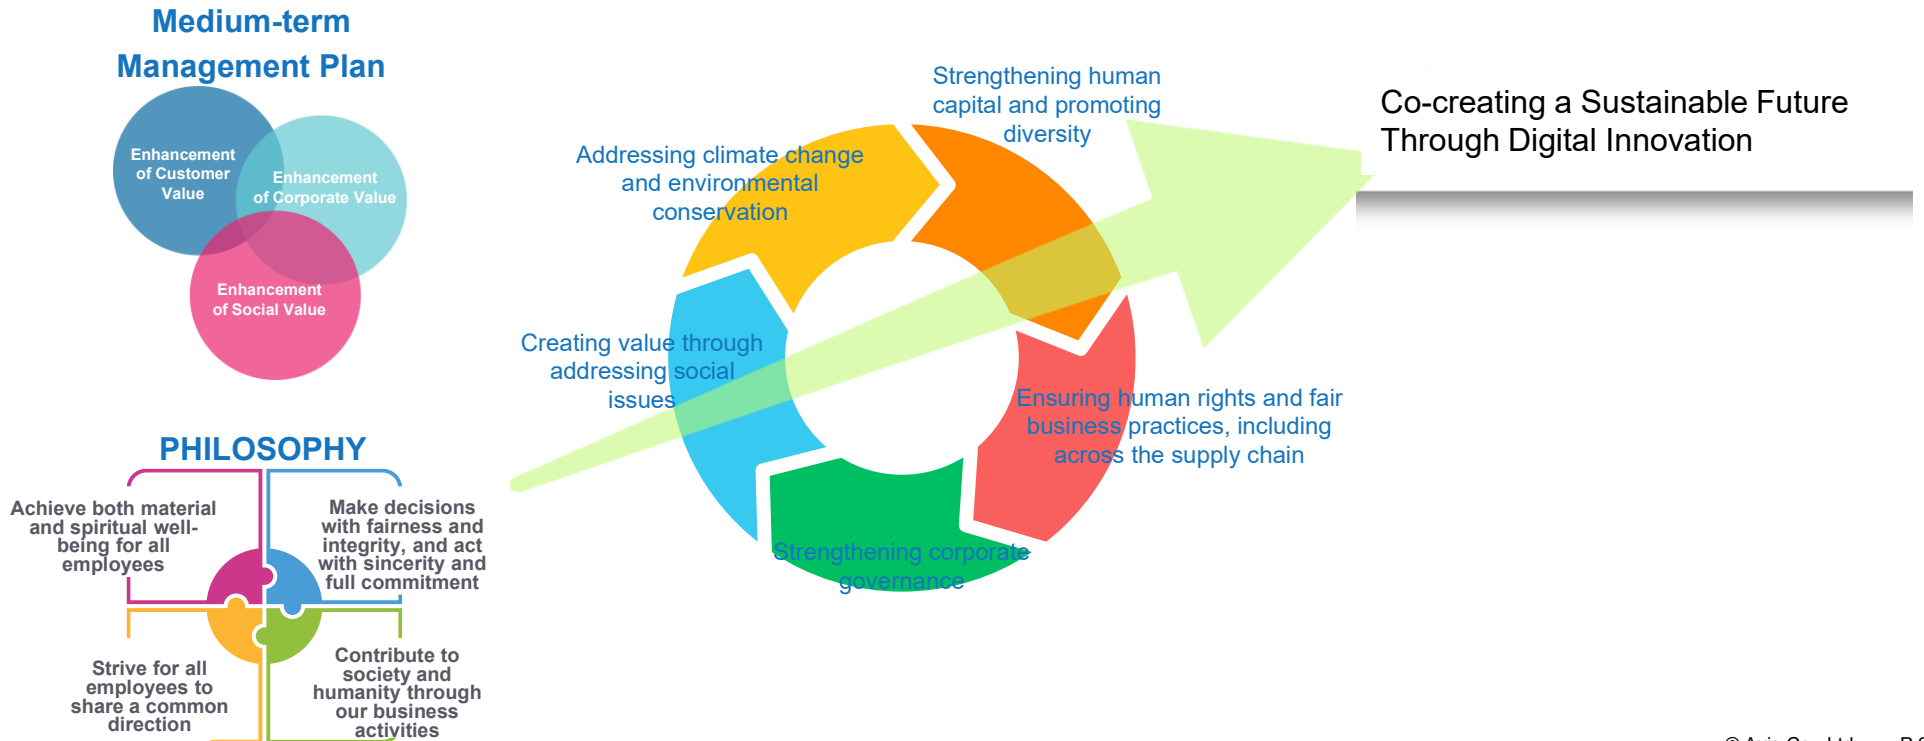 Medium-term
Management Plan
Enhancement
of Customer
Value
Enhancement
of Corporate Value
Enhancement
of Social Value
PHILOSOPHY
Achieve both material
and spiritual well-
being for all
employees
Make decisions
with fairness and
integrity, and act
with sincerity and
full commitment
Strive for all
employees to
share a common
direction
Contribute to
society and
humanity through
our business
activities
Strengthening human
capital and promoting
diversity
Addressing climate change
and environmental
conservation
Creating value through
addressing social
issues
Ensuring human rights and fair
business practices, including
across the supply chain
Strengthening corporate
governance
Co-creating a Sustainable Future
Through Digital Innovation